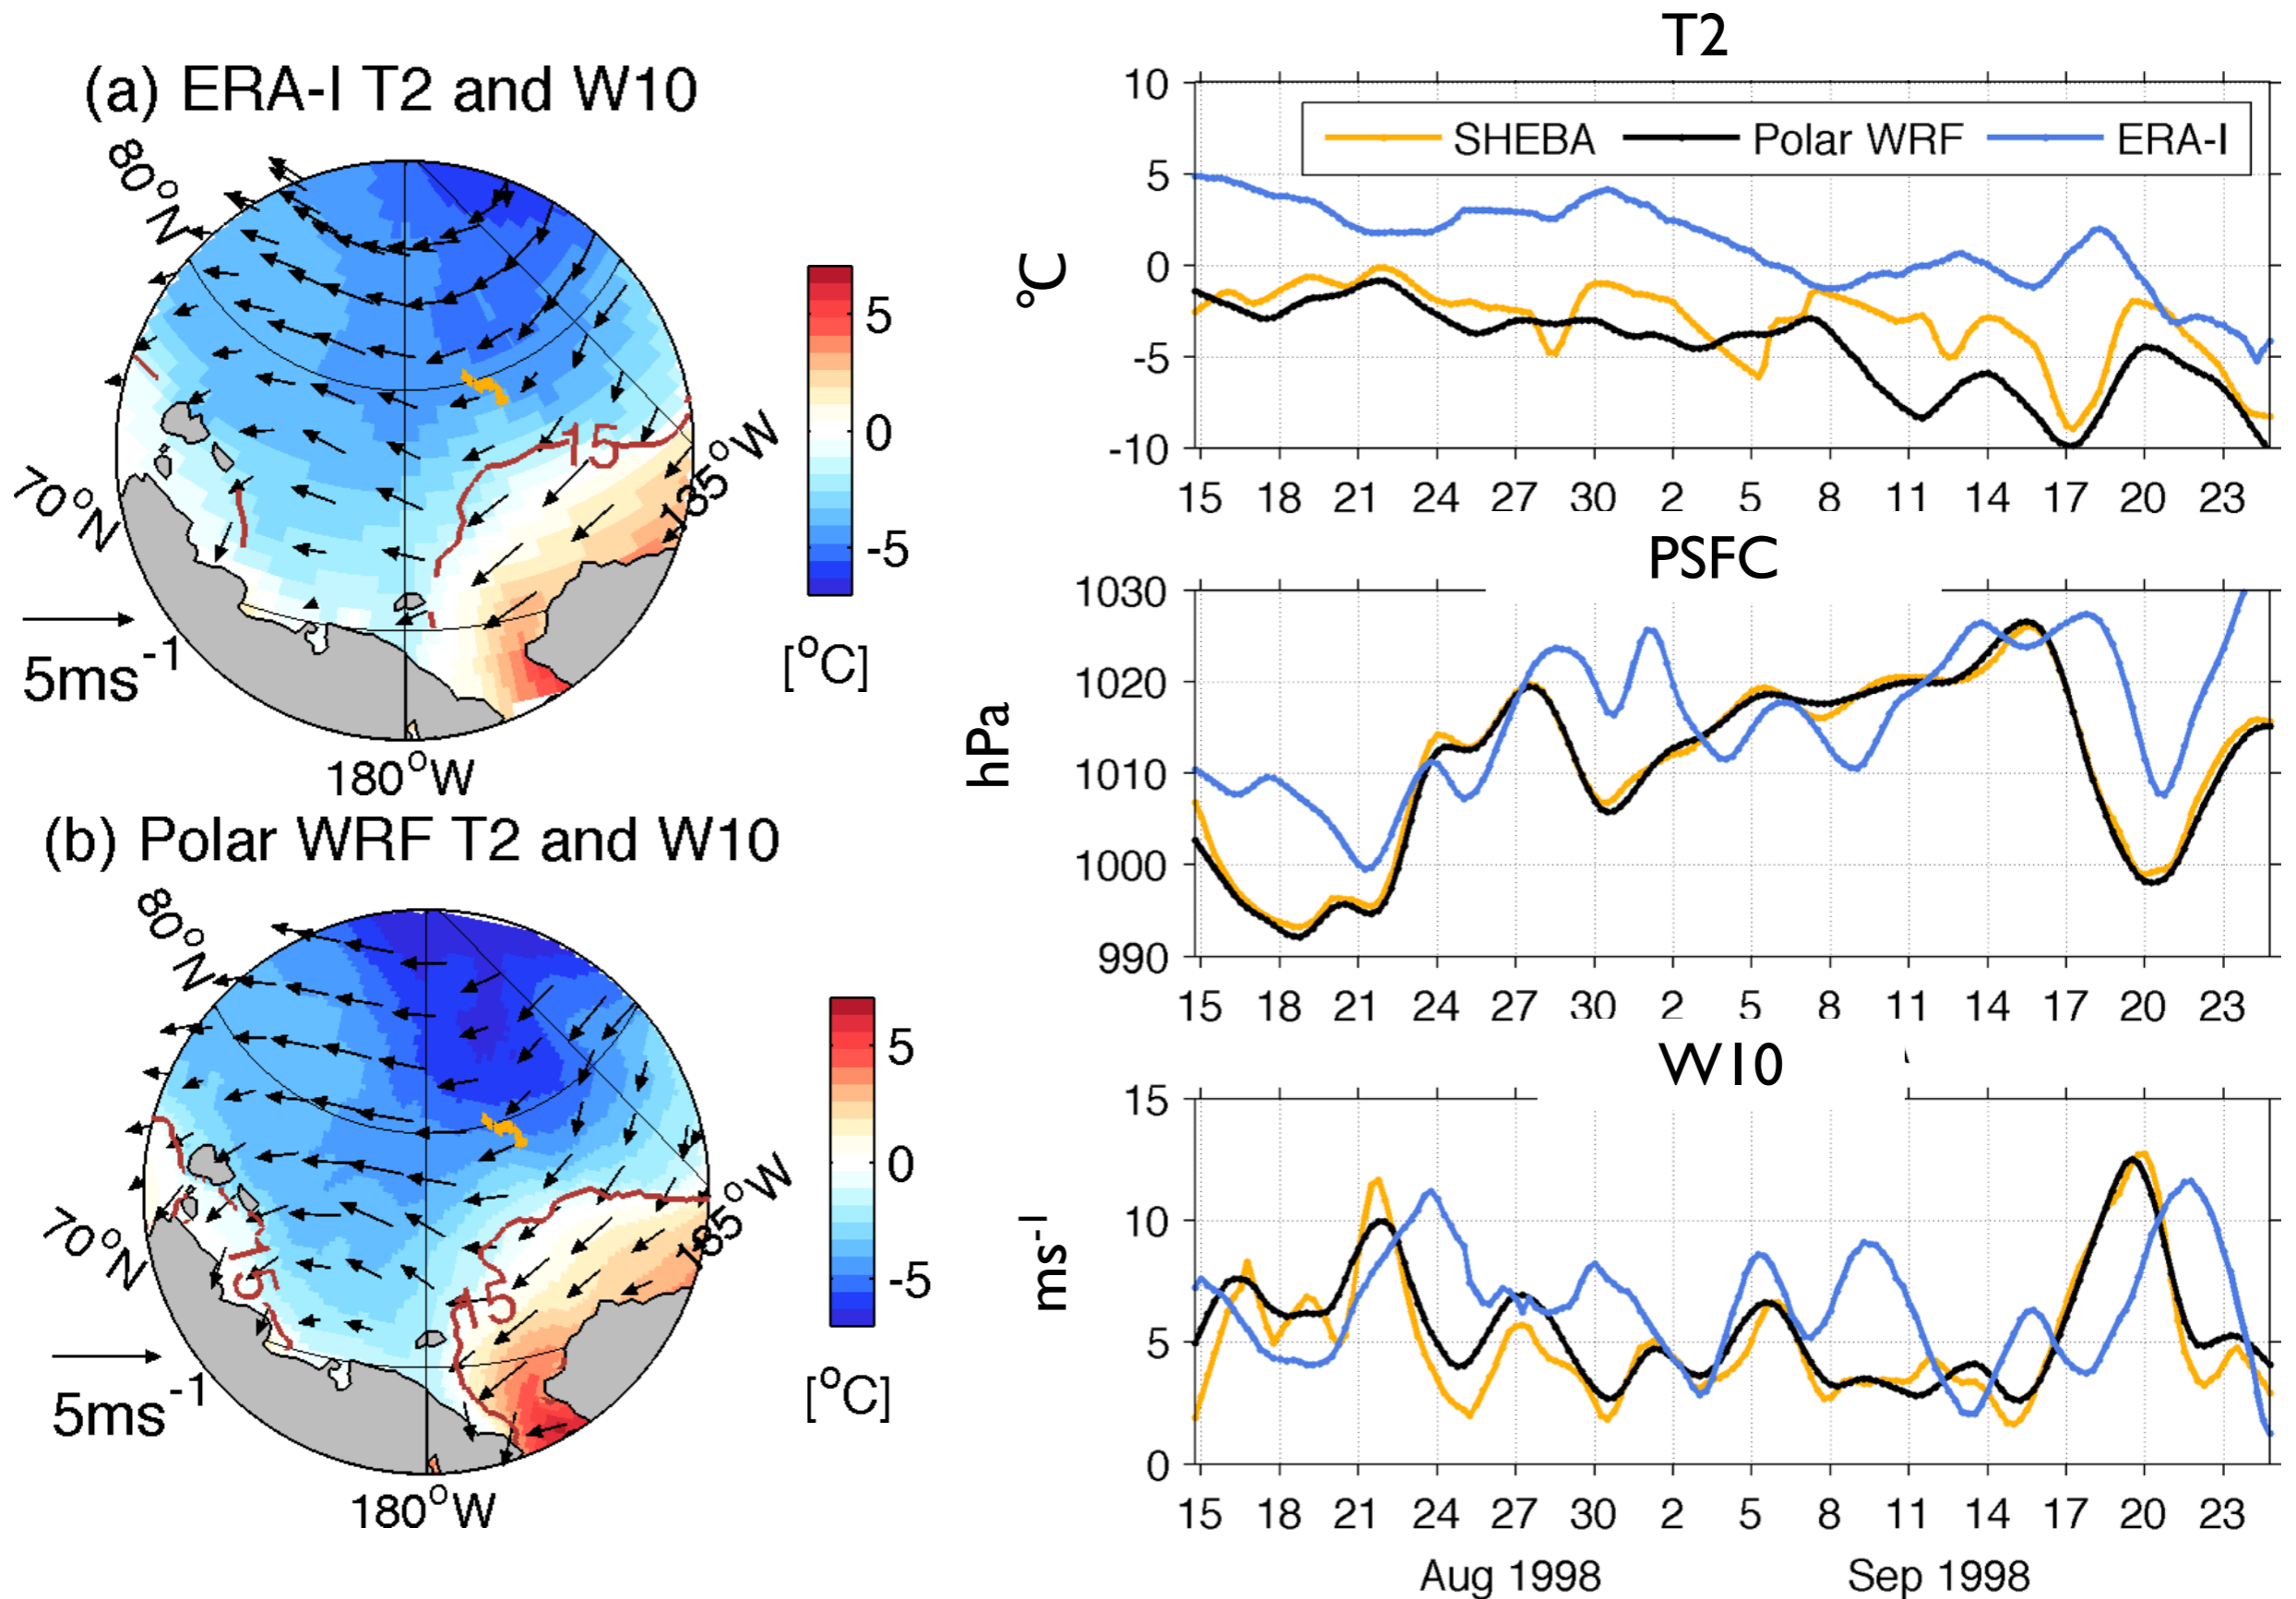 (a) ERA-I T2 and W10
80°N
70°N
15
135°W
180°W
5ms-1
5
0
-5
[°C]
(b) Polar WRF T2 and W10
80°N
70°N
15
15
135°W
180°W
5ms-1
5
0
-5
[°C]
T2
SHEBA Polar WRF ERA-I
°C
10
5
0
-5
-10
15 18 21 24 27 30 2 5 8 11 14 17 20 23
PSFC
hPa
1030
1020
1010
1000
990
15 18 21 24 27 30 2 5 8 11 14 17 20 23
W10
ms-1
15
10
5
0
15 18 21 24 27 30 2 5 8 11 14 17 20 23
Aug 1998 Sep 1998